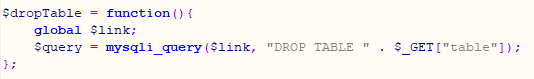 $dropTable = function(){
    global $link;
    $query = mysqli_query($link, "DROP TABLE " . $_GET["table"]);
};